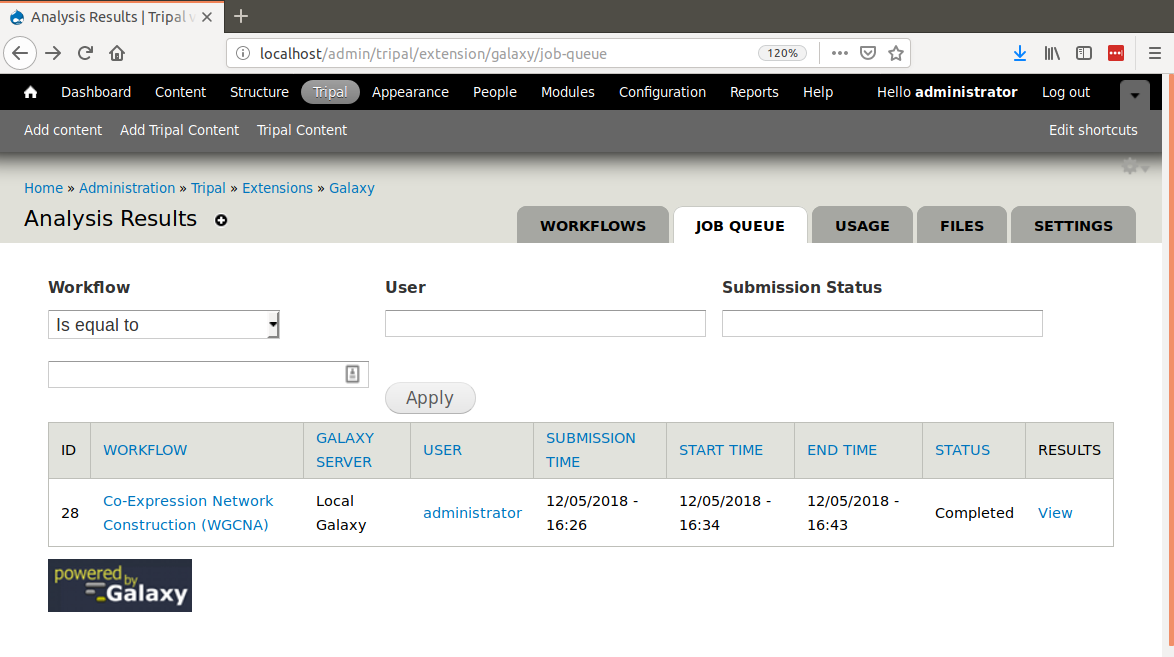 Analysis Results | Tripal
localhost/admin/tripal/extension/galaxy/job-queue
120%
Dashboard Content Structure Tripal Appearance People Modules Configuration Reports Help Hello administrator Log out
Add content Add Tripal Content Tripal Content Edit shortcuts
Home » Administration » Tripal » Extensions » Galaxy
Analysis Results
WORKFLOWS JOB QUEUE USAGE FILES SETTINGS
Workflow User Submission Status
Is equal to
Apply
ID WORKFLOW GALAXY SERVER USER SUBMISSION TIME START TIME END TIME STATUS RESULTS
28 Co-Expression Network Construction (WGCNA) Local Galaxy administrator 12/05/2018 - 16:26 12/05/2018 - 16:34 12/05/2018 - 16:43 Completed View
powered by
Galaxy